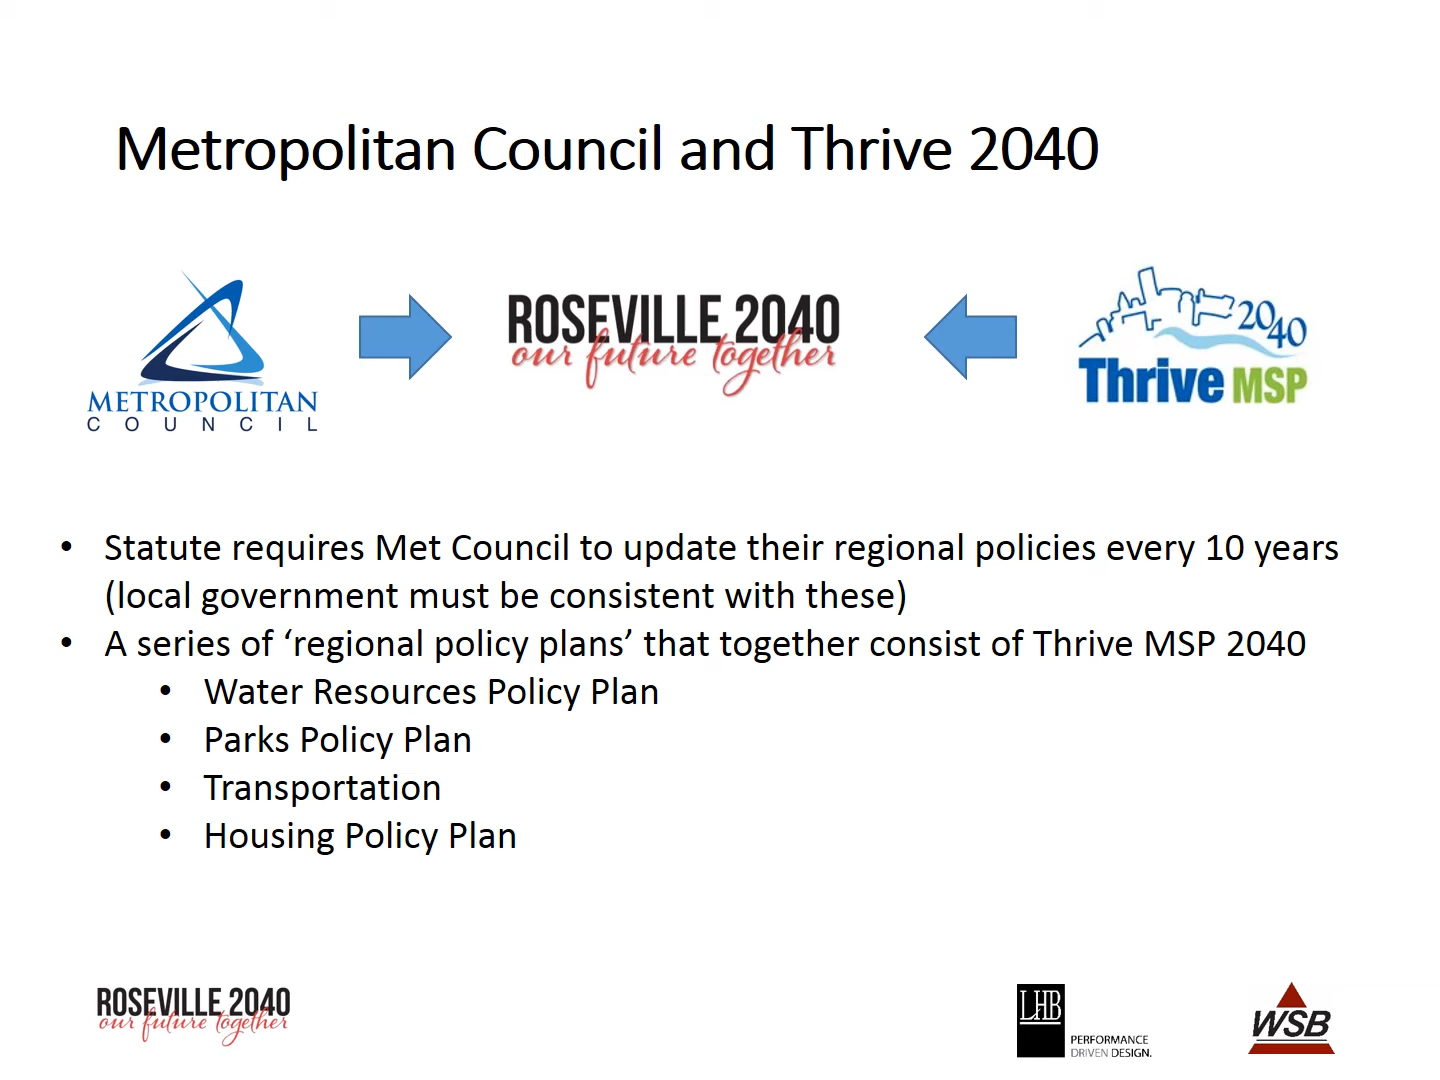 Metropolitan Council and Thrive 2040
METROPOLITAN
COUNCIL
ROSEVILLE 2040
our future together
2040
Thrive MSP
• Statute requires Met Council to update their regional policies every 10 years
(local government must be consistent with these)
• A series of ‘regional policy plans’ that together consist of Thrive MSP 2040
• Water Resources Policy Plan
• Parks Policy Plan
• Transportation
• Housing Policy Plan
ROSEVILLE 2040
our future together
LHB
PERFORMANCE
DRIVEN DESIGN.
WSB